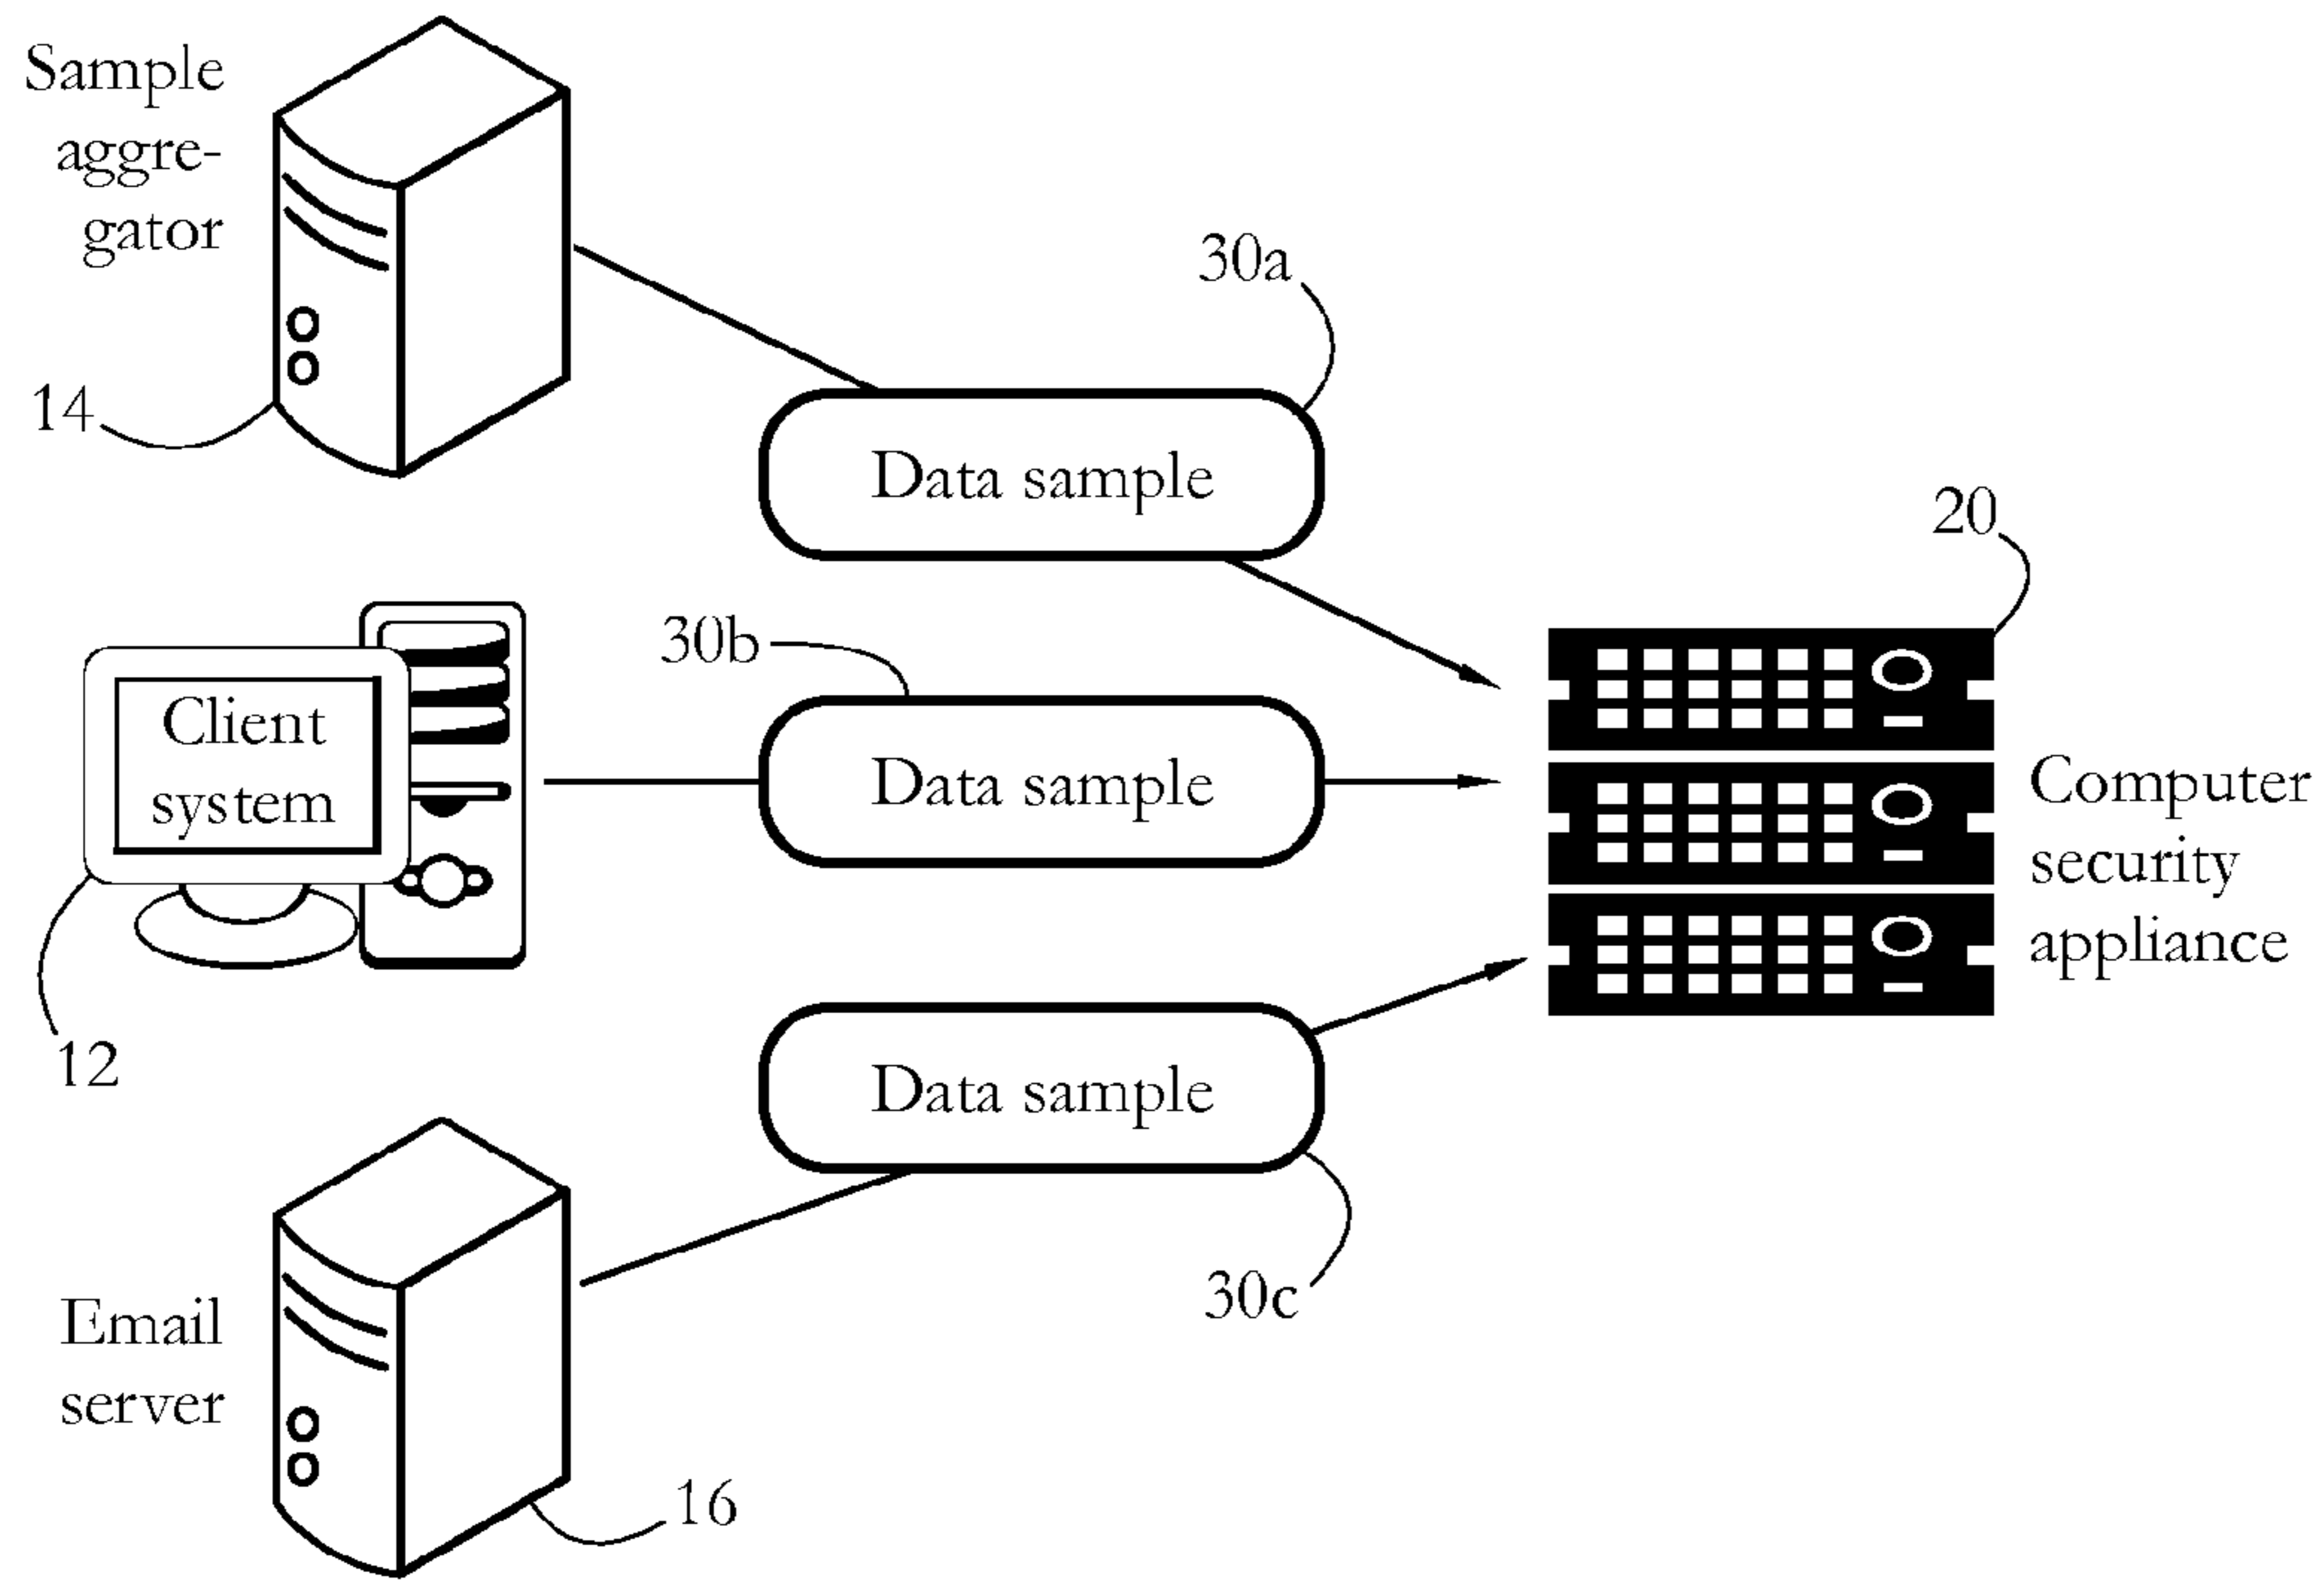 Sample
aggre-
gator
14
30a
Data sample
20
30b
Client
system
Data sample
Computer
security
appliance
12
Data sample
30c
Email
server
16